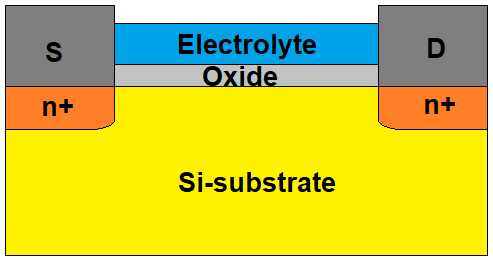 S
Electrolyte
D
Oxide
n+
n+
Si-substrate